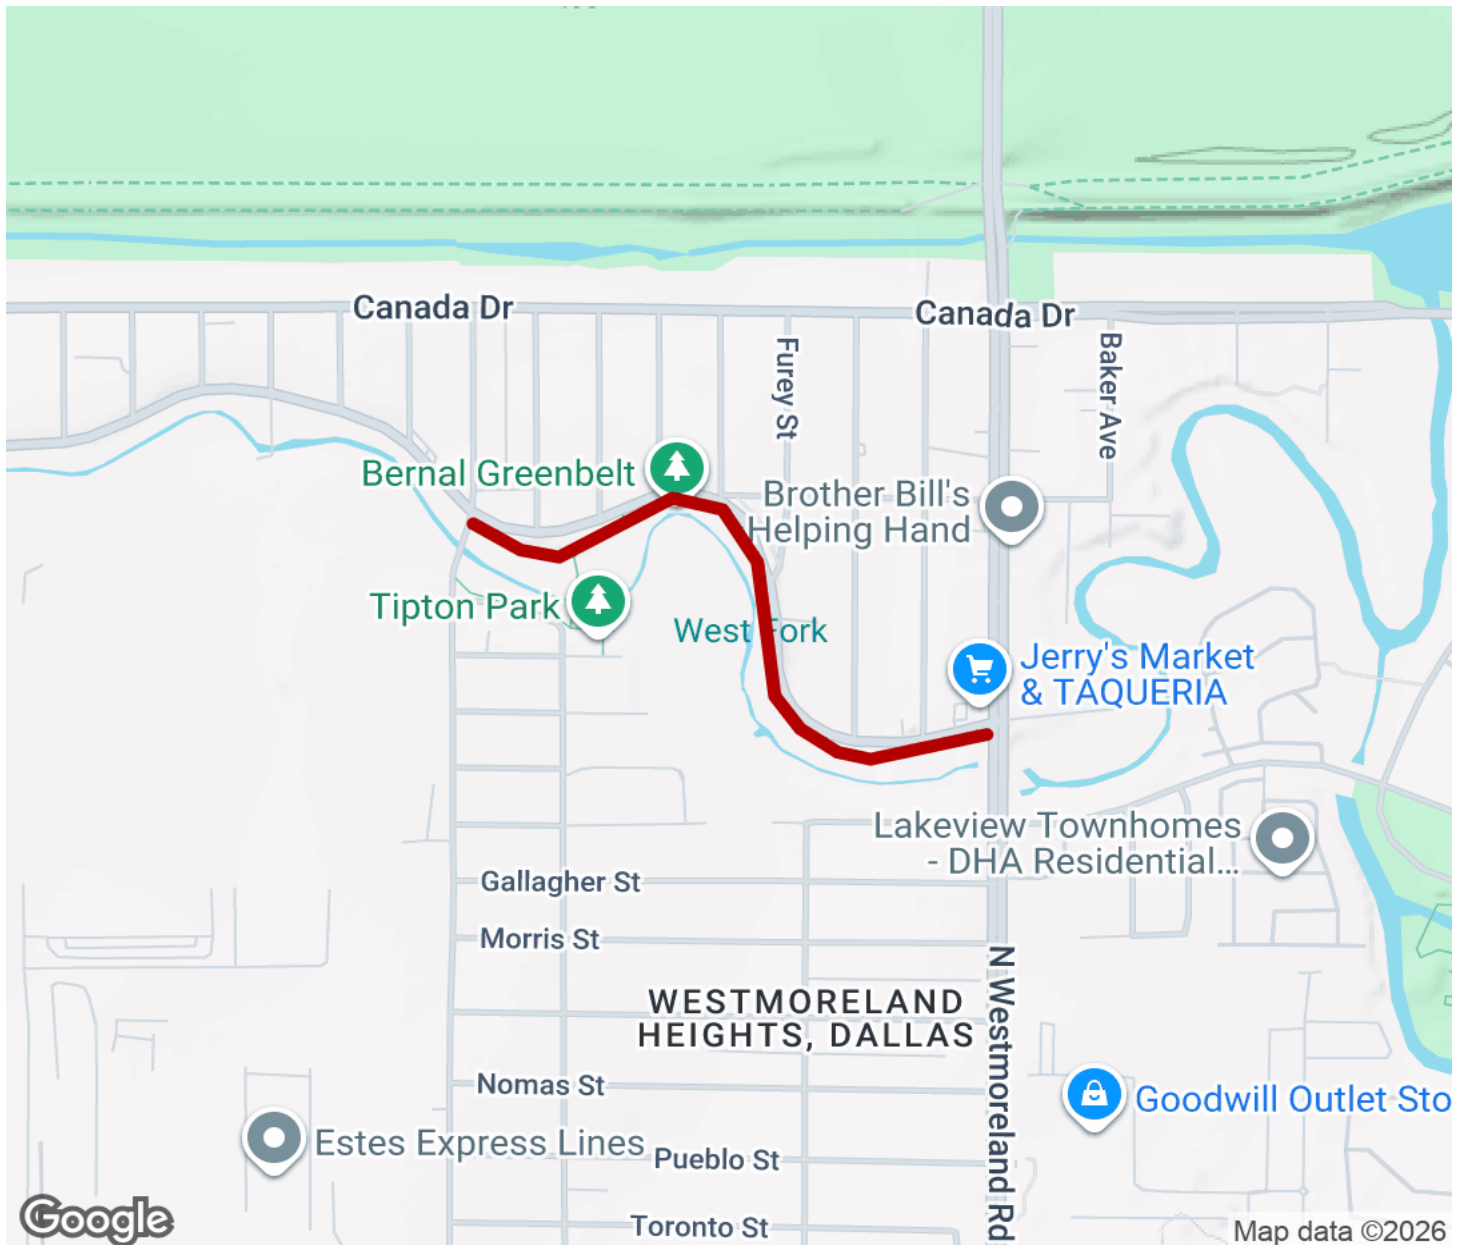 Canada Dr
Canada Dr
Furey St
Baker Ave
Bernal Greenbelt
Brother Bill's
Helping Hand
Tipton Park
West Fork
Jerry's Market
& TAQUERIA
Lakeview Townhomes
- DHA Residential...
Gallagher St
Morris St
N Westmoreland Rd
WESTMORELAND
HEIGHTS, DALLAS
Nomas St
Goodwill Outlet Sto
Estes Express Lines
Pueblo St
Toronto St
Google
Map data ©2026